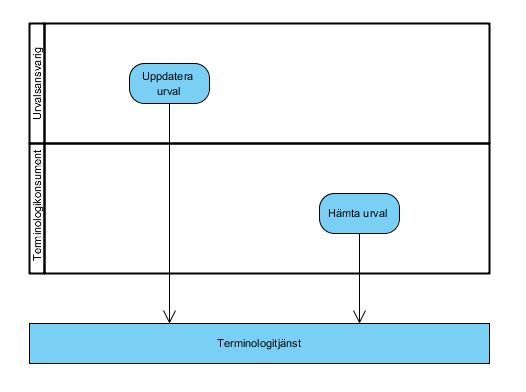 Urvalsansvarig
Uppdatera
urval
Terminologikonsument
Hämta urval
Terminologitjänst